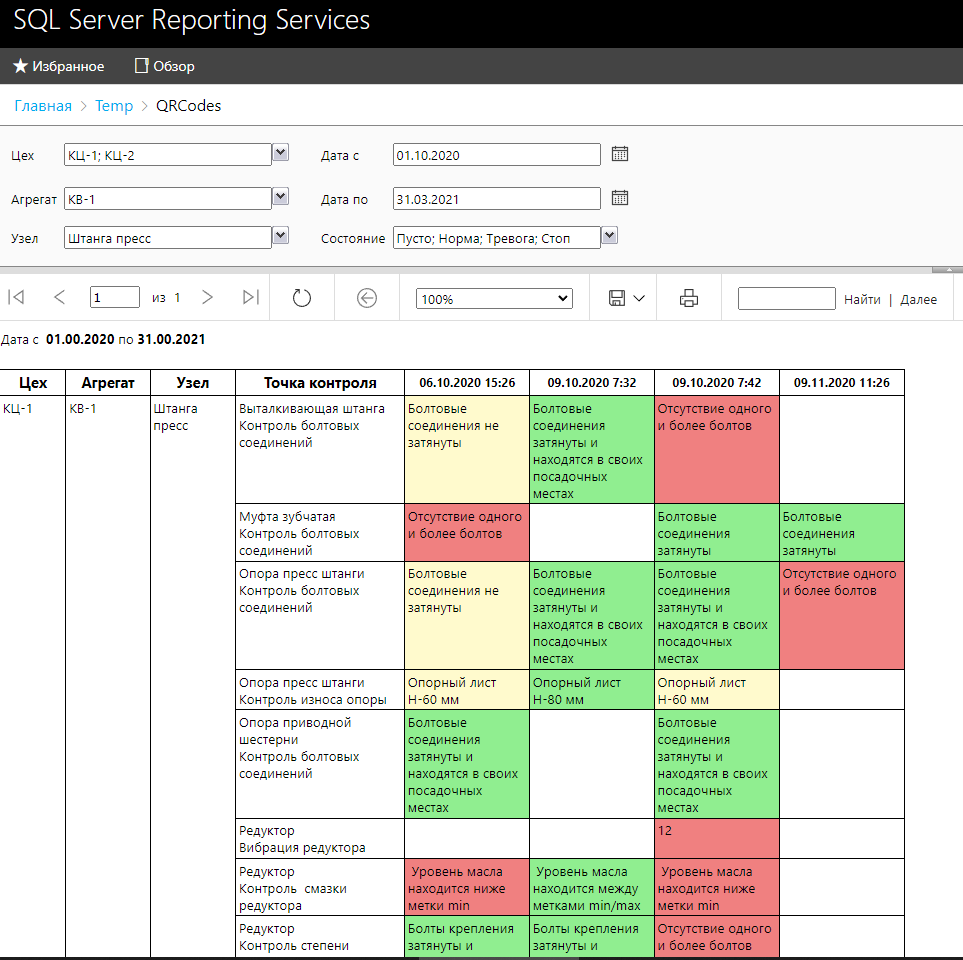 SQL Server Reporting Services
Избранное Обзор
Главная > Temp > QRCodes
Цех КЦ-1; КЦ-2 Дата с 01.10.2020
Агрегат КВ-1 Дата по 31.03.2021
Узел Штанга пресс Состояние Пусто; Норма; Тревога; Стоп
1 из 1 100% Найти | Далее
Дата с 01.00.2020 по 31.00.2021
Цех Агрегат Узел Точка контроля 06.10.2020 15:26 09.10.2020 7:32 09.10.2020 7:42 09.11.2020 11:26
КЦ-1 КВ-1 Штанга
пресс
Выталкивающая штанга
Контроль болтовых
соединений
Болтовые
соединения не
затянуты
Болтовые
соединения
затянуты и
находятся в своих
посадочных
местах
Отсутствие одного
и более болтов
Муфта зубчатая
Контроль болтовых
соединений
Отсутствие одного
и более болтов
Болтовые
соединения
затянуты
Болтовые
соединения
затянуты
Опора пресс штанги
Контроль болтовых
соединений
Болтовые
соединения не
затянуты
Болтовые
соединения
затянуты и
находятся в своих
посадочных
местах
Болтовые
соединения
затянуты и
находятся в своих
посадочных
местах
Отсутствие одного
и более болтов
Опора пресс штанги
Контроль износа опоры
Опорный лист
Н-60 мм
Опорный лист
Н-80 мм
Опорный лист
Н-60 мм
Опора приводной
шестерни
Контроль болтовых
соединений
Болтовые
соединения
затянуты и
находятся в своих
посадочных
местах
Болтовые
соединения
затянуты и
находятся в своих
посадочных
местах
Редуктор
Вибрация редуктора
12
Редуктор
Контроль смазки
редуктора
Уровень масла
находится ниже
метки min
Уровень масла
находится между
метками min/max
Уровень масла
находится ниже
метки min
Редуктор
Контроль степени
Болты крепления
затянуты и
Болты крепления
затянуты и
Отсутствие одного
и более болтов